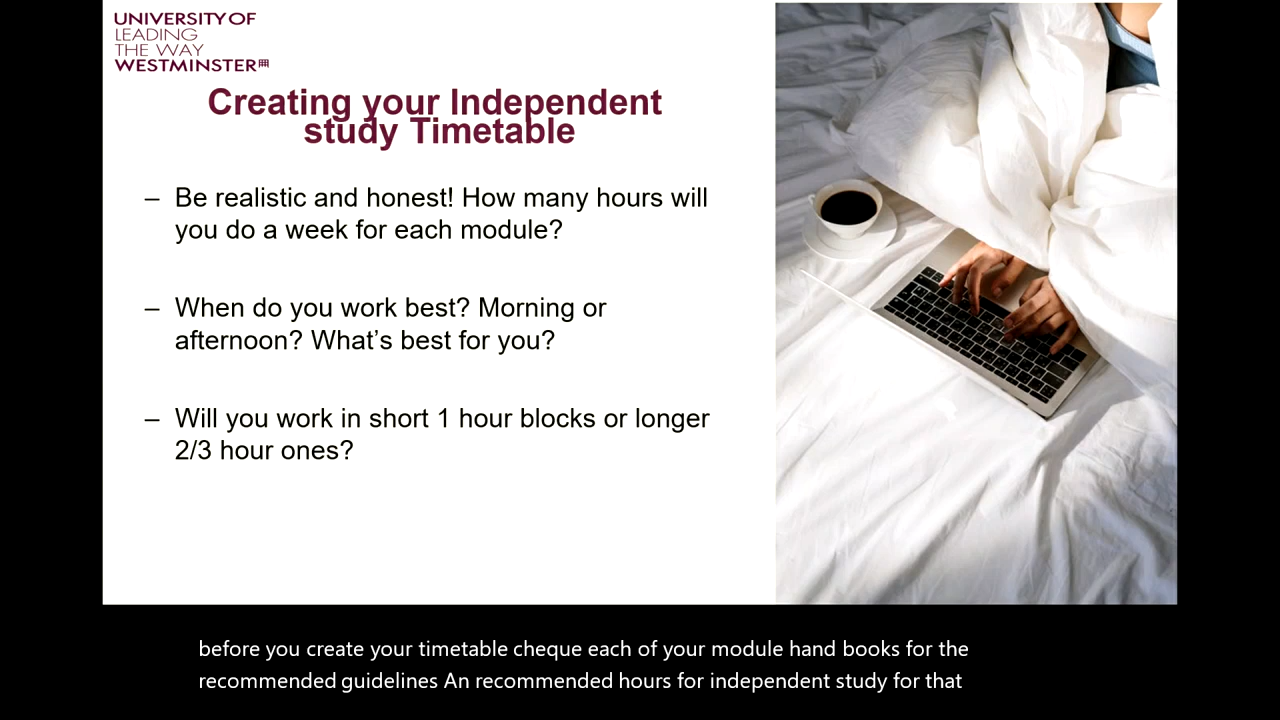 UNIVERSITY OF
LEADING
THE WAY
WESTMINSTER
Creating your Independent
study Timetable
– Be realistic and honest! How many hours will
you do a week for each module?
– When do you work best? Morning or
afternoon? What’s best for you?
– Will you work in short 1 hour blocks or longer
2/3 hour ones?
before you create your timetable cheque each of your module hand books for the
recommended guidelines An recommended hours for independent study for that